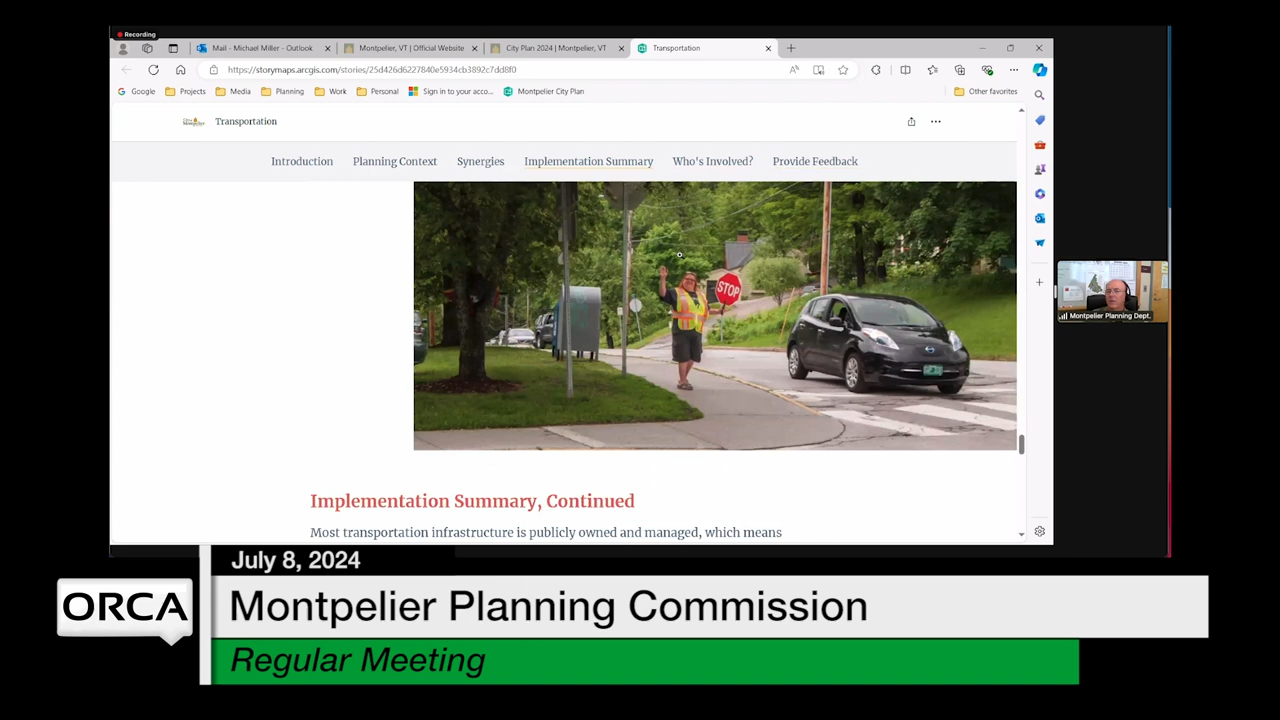 Recording
Mail - Michael Miller - Outlook
Montpelier, VT | Official Website
City Plan 2024 | Montpelier, VT
Transportation
https://storymaps.arcgis.com/stories/25d426d6227840e5934cb3892c7dd8f0
Google
Projects
Media
Planning
Work
Personal
Sign in to your acco...
Montpelier City Plan
Other favorites
Transportation
Introduction
Planning Context
Synergies
Implementation Summary
Who's Involved?
Provide Feedback
STOP
Montpelier Planning Dept.
Implementation Summary, Continued
Most transportation infrastructure is publicly owned and managed, which means
July 8, 2024
ORCA
Montpelier Planning Commission
Regular Meeting